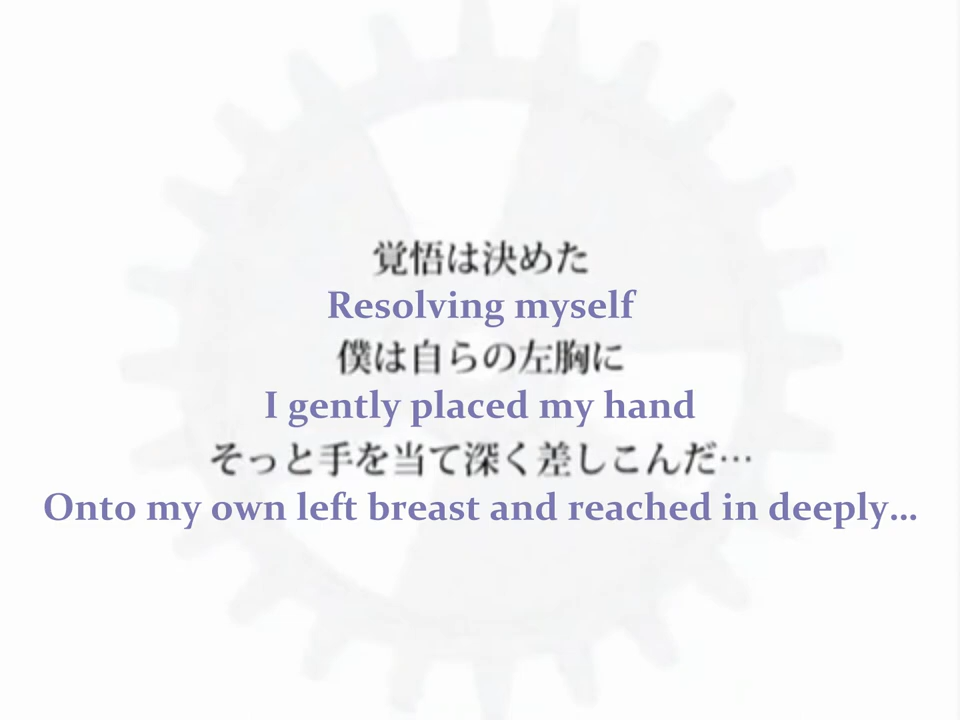 覚悟は決めた
Resolving myself
僕は自らの左胸に
I gently placed my hand
そっと手を当て深く差しこんだ…
Onto my own left breast and reached in deeply…